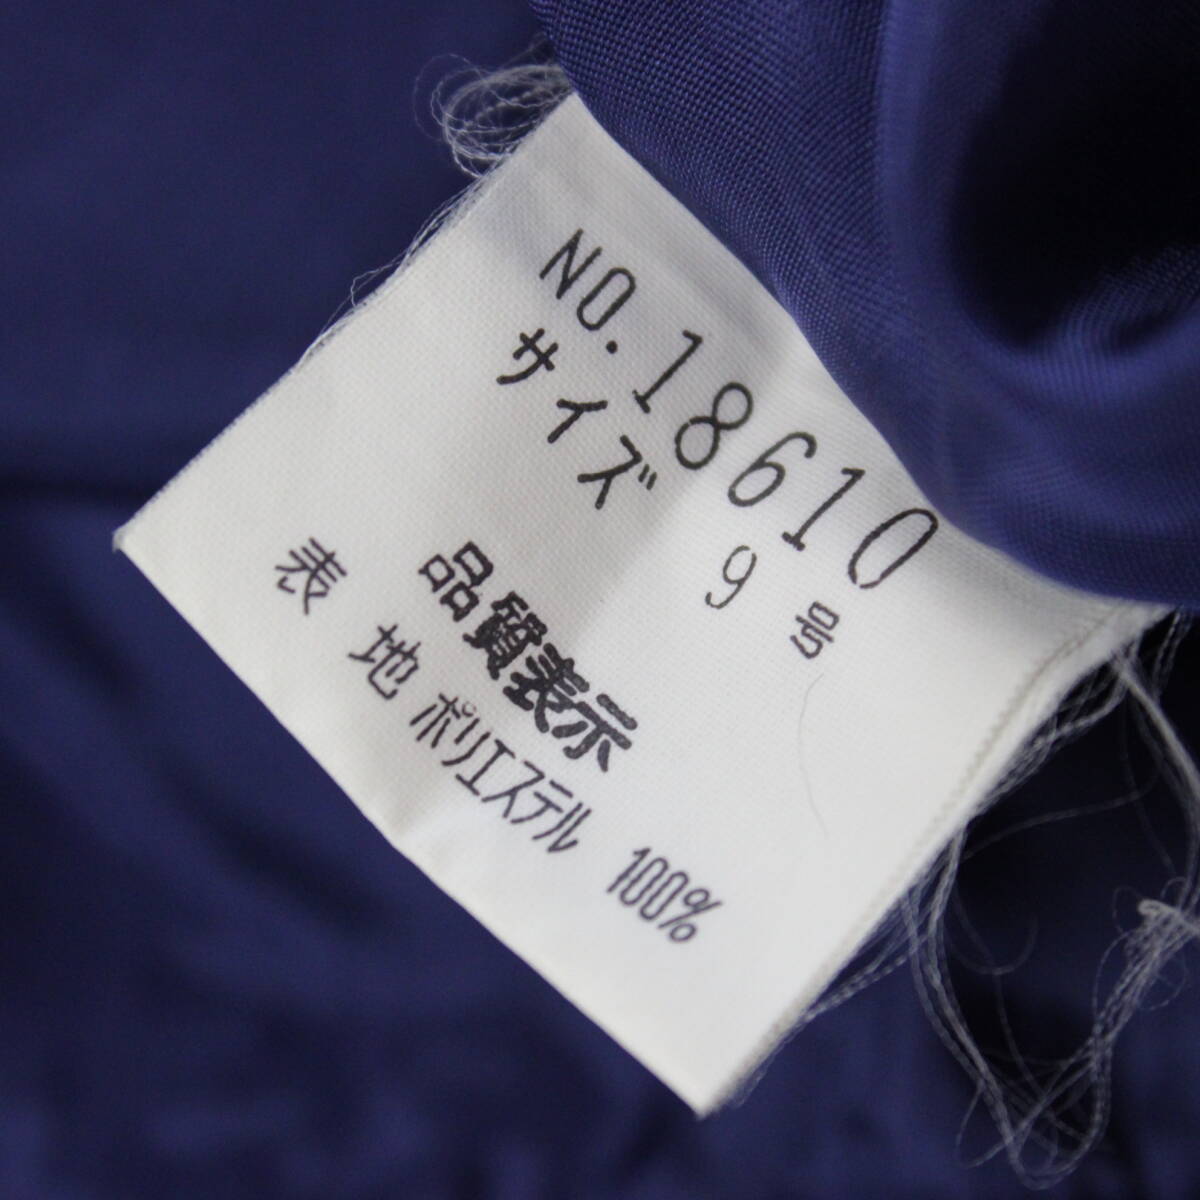 NO.18610
サイズ 9号
品質表示
表地 ポリエステル 100%